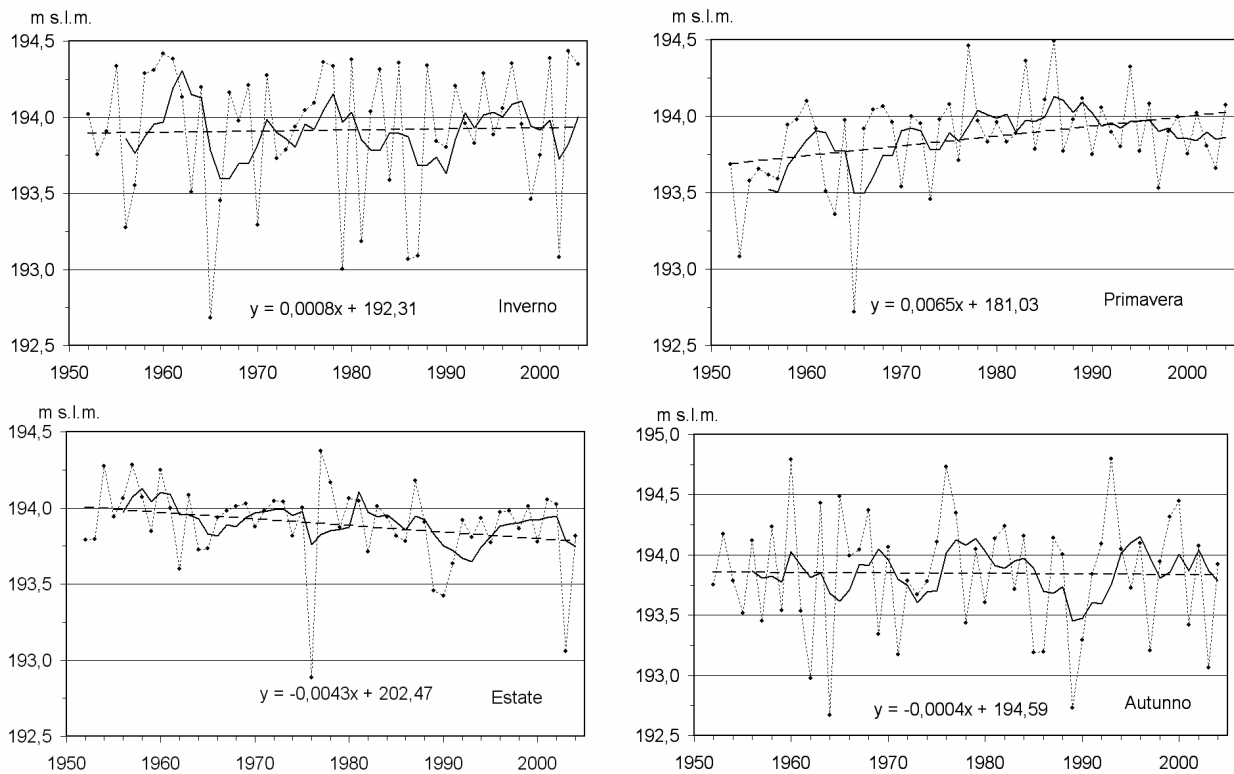 m s.l.m.
194,5
194,0
193,5
193,0
192,5
1950 1960 1970 1980 1990 2000
y = 0,0008x + 192,31
Inverno
m s.l.m.
194,5
194,0
193,5
193,0
192,5
1950 1960 1970 1980 1990 2000
y = 0,0065x + 181,03
Primavera
m s.l.m.
194,5
194,0
193,5
193,0
192,5
1950 1960 1970 1980 1990 2000
y = -0,0043x + 202,47
Estate
m s.l.m.
195,0
194,5
194,0
193,5
193,0
192,5
1950 1960 1970 1980 1990 2000
y = -0,0004x + 194,59
Autunno